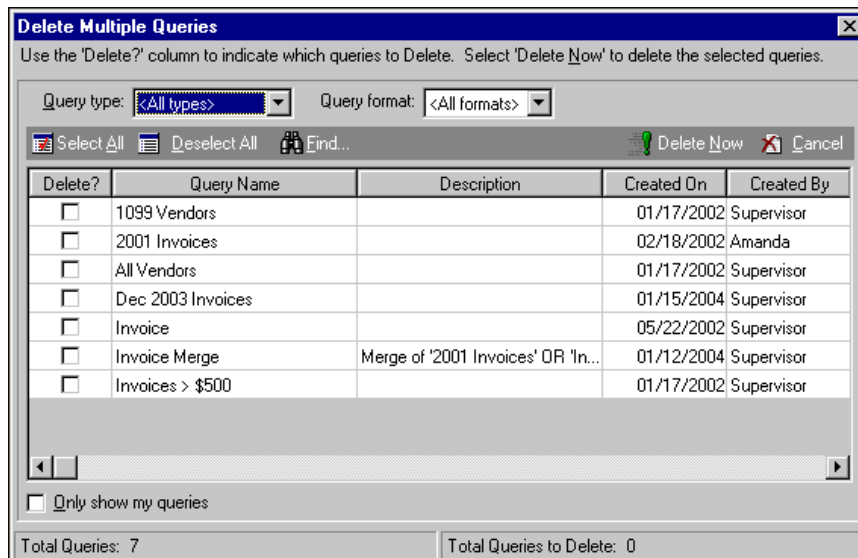 Delete Multiple Queries
Use the 'Delete?' column to indicate which queries to Delete. Select 'Delete Now' to delete the selected queries.
Query type: <All types> Query format: <All formats>
Select All Deselect All Find... Delete Now Cancel
Delete? Query Name Description Created On Created By
1099 Vendors 01/17/2002 Supervisor
2001 Invoices 02/18/2002 Amanda
All Vendors 01/17/2002 Supervisor
Dec 2003 Invoices 01/15/2004 Supervisor
Invoice 05/22/2002 Supervisor
Invoice Merge Merge of '2001 Invoices' OR 'In... 01/12/2004 Supervisor
Invoices > $500 01/17/2002 Supervisor
Only show my queries
Total Queries: 7 Total Queries to Delete: 0